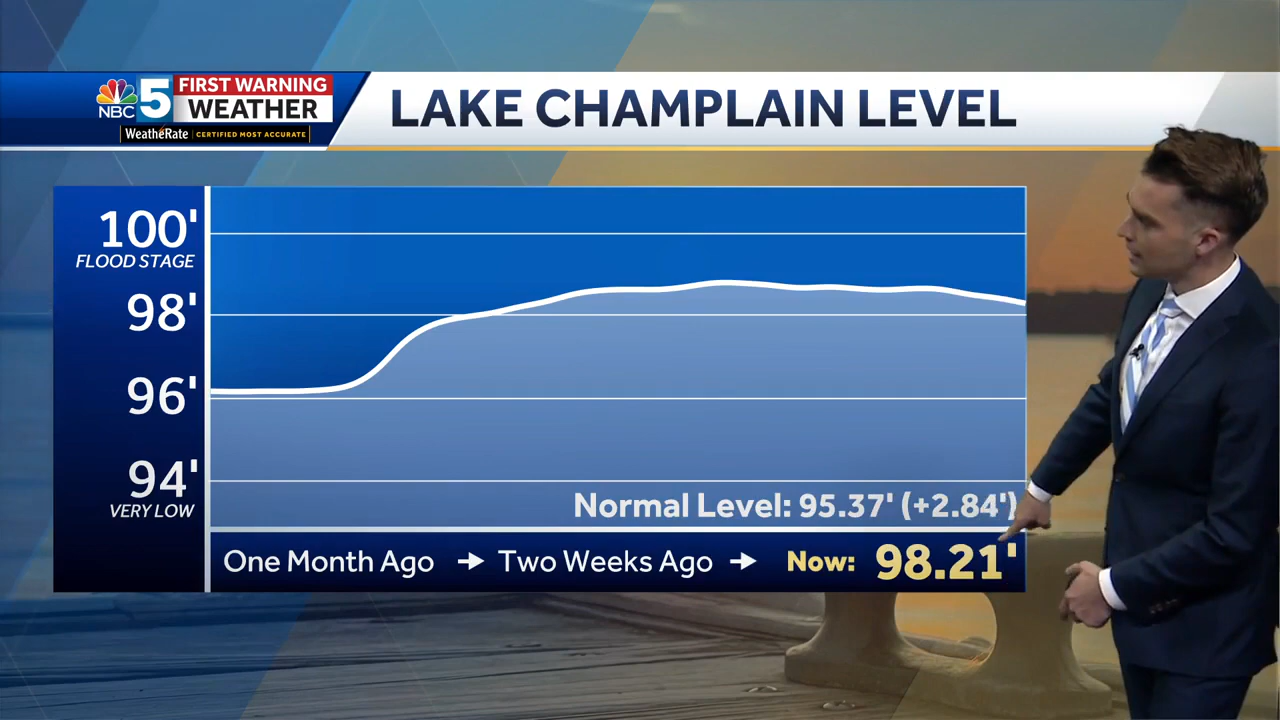 NBC 5 FIRST WARNING
WEATHER
WeatheRate | CERTIFIED MOST ACCURATE
LAKE CHAMPLAIN LEVEL
100'
FLOOD STAGE
98'
96'
94'
VERY LOW
Normal Level: 95.37' (+2.84')
One Month Ago → Two Weeks Ago → Now: 98.21'